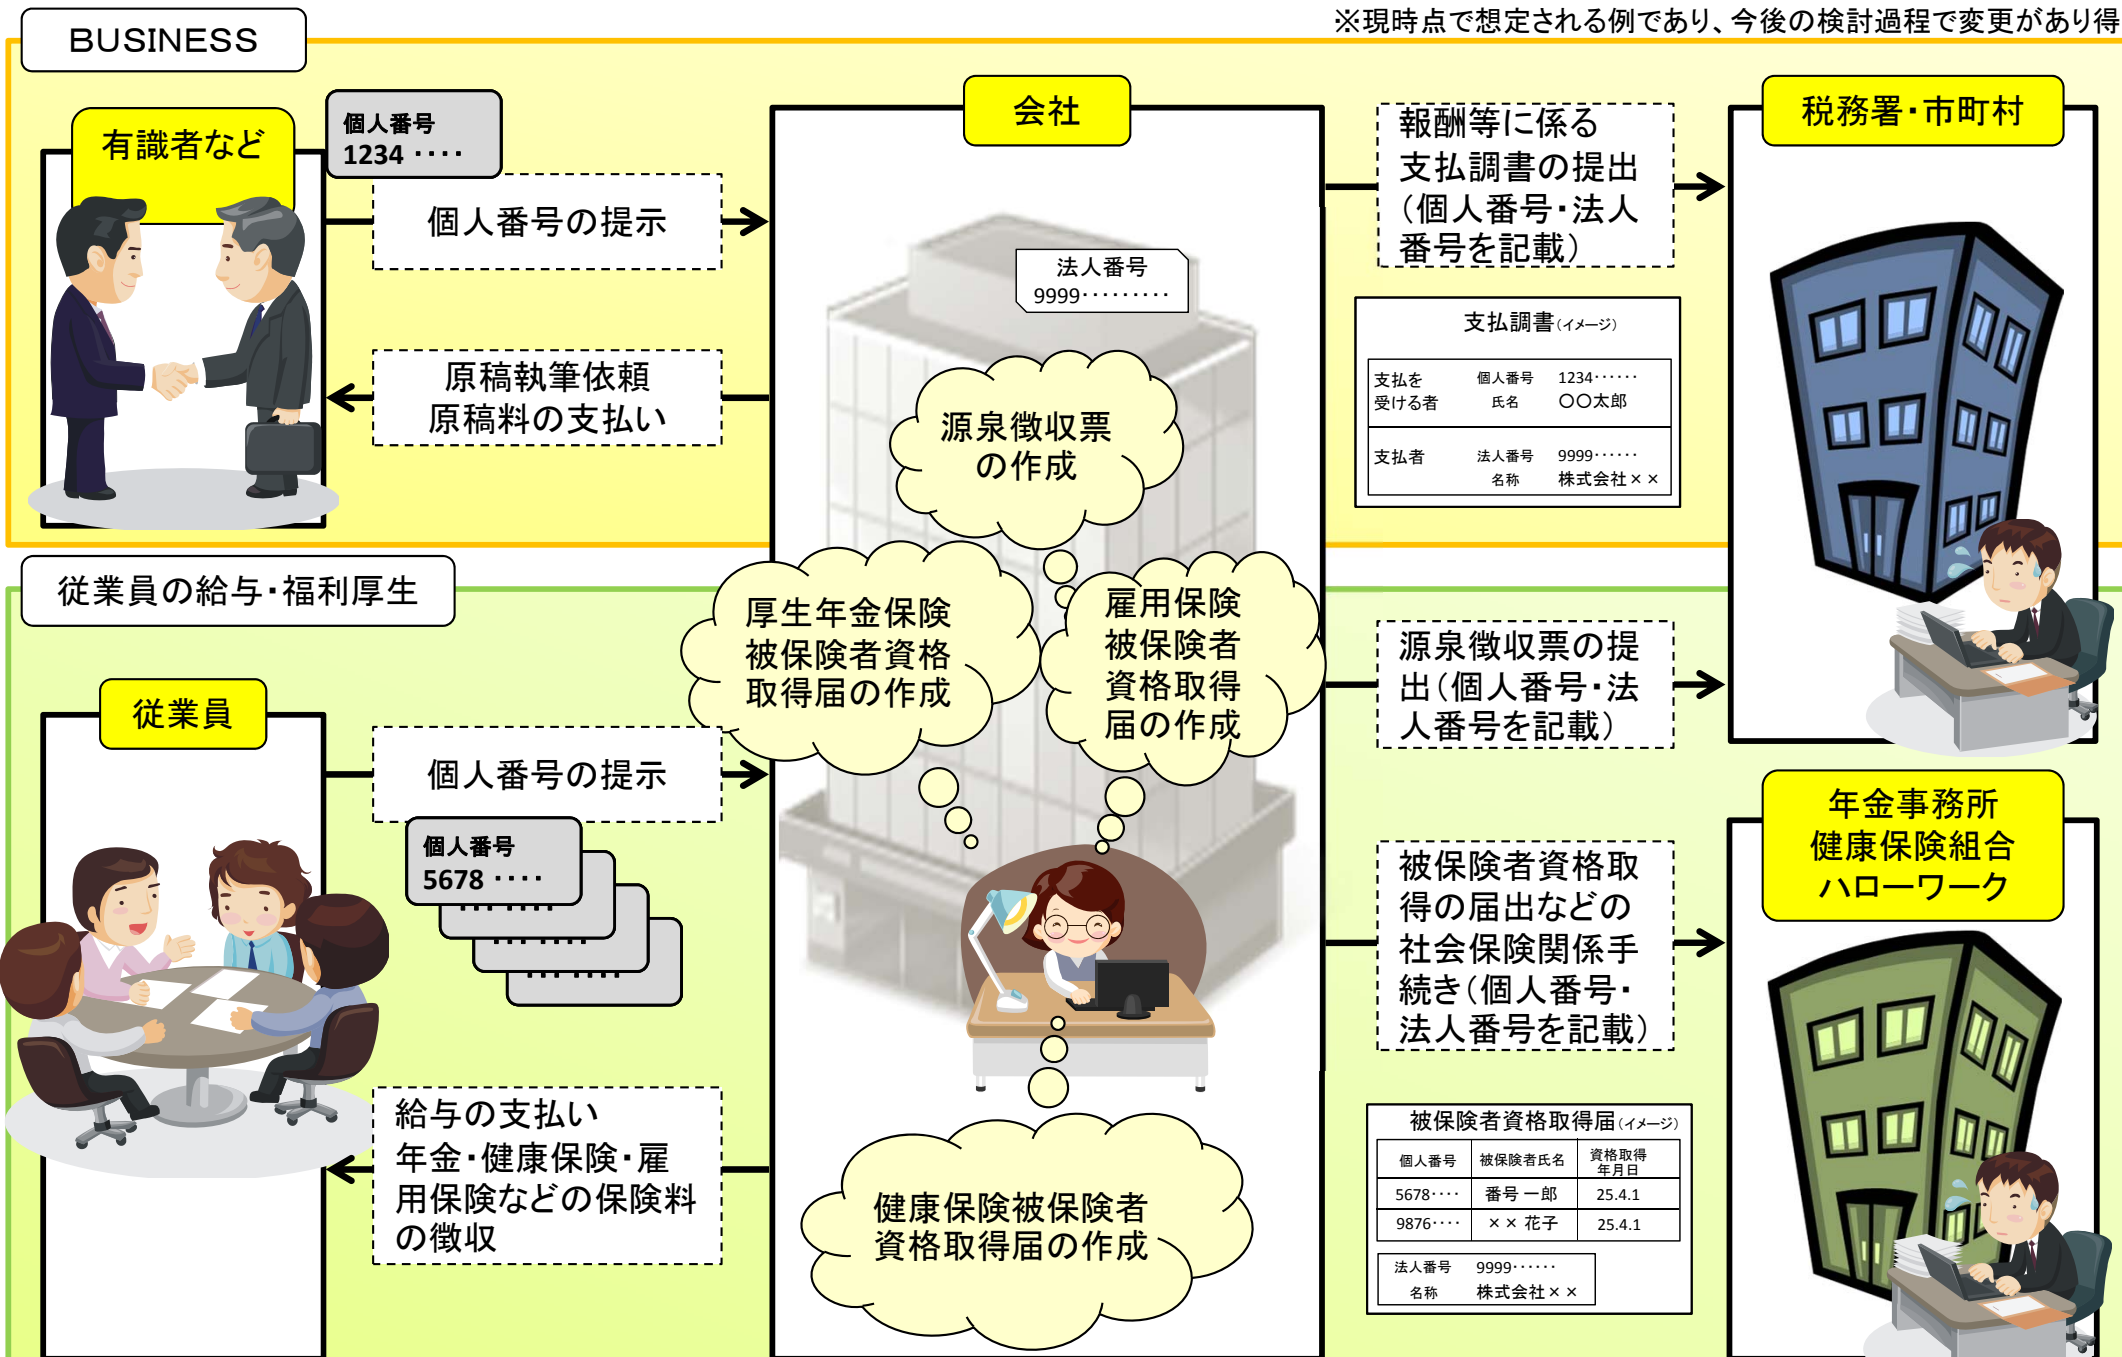 ※現時点で想定される例であり、今後の検討過程で変更があり得
BUSINESS
有識者など
個人番号
1234 ････
個人番号の提示
原稿執筆依頼
原稿料の支払い
会社
法人番号
9999･････････
源泉徴収票
の作成
報酬等に係る
支払調書の提出
（個人番号・法人
番号を記載）
税務署・市町村
支払調書（イメージ）
支払を
受ける者
個人番号 1234･･････
氏名 〇〇太郎
支払者
法人番号 9999･･････
名称 株式会社××
従業員の給与・福利厚生
従業員
個人番号の提示
個人番号
5678 ････
給与の支払い
年金・健康保険・雇
用保険などの保険料
の徴収
厚生年金保険
被保険者資格
取得届の作成
雇用保険
被保険者
資格取得
届の作成
健康保険被保険者
資格取得届の作成
源泉徴収票の提
出（個人番号・法
人番号を記載）
年金事務所
健康保険組合
ハローワーク
被保険者資格取
得の届出などの
社会保険関係手
続き（個人番号・
法人番号を記載）
被保険者資格取得届（イメージ）
個人番号 被保険者氏名 資格取得
年月日
5678････ 番号 一郎 25.4.1
9876････ ×× 花子 25.4.1
法人番号 9999･･････
名称 株式会社××